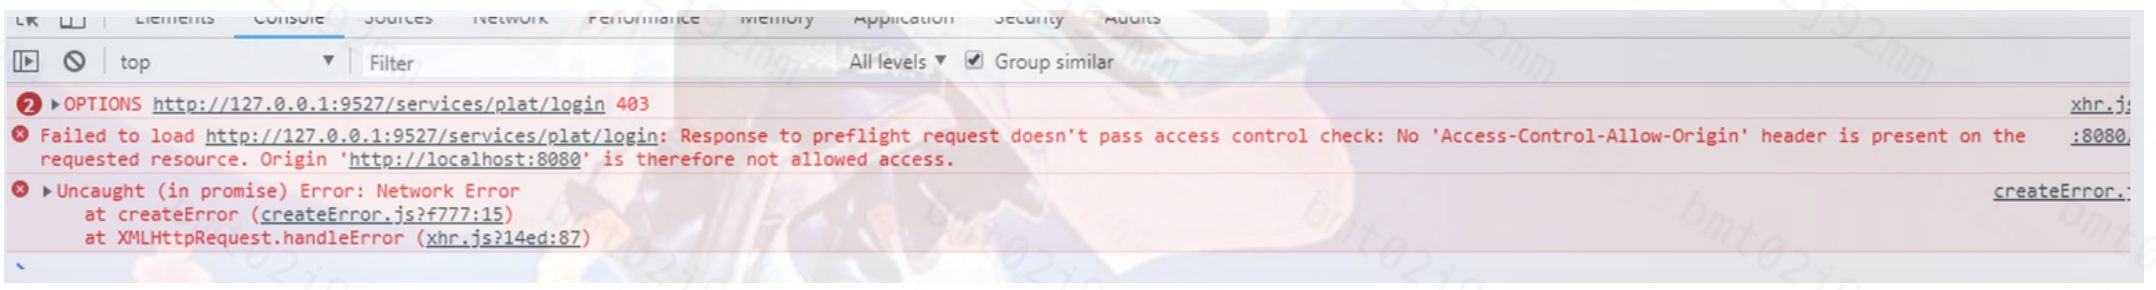 Elements Console Sources Network Performance Memory Application Security Audits
top Filter All levels Group similar
2 OPTIONS http://127.0.0.1:9527/services/plat/login 403 xhr.js
Failed to load http://127.0.0.1:9527/services/plat/login: Response to preflight request doesn't pass access control check: No 'Access-Control-Allow-Origin' header is present on the :8080/
requested resource. Origin 'http://localhost:8080' is therefore not allowed access.
Uncaught (in promise) Error: Network Error createError.j
at createError (createError.js?f777:15)
at XMLHttpRequest.handleError (xhr.js?14ed:87)